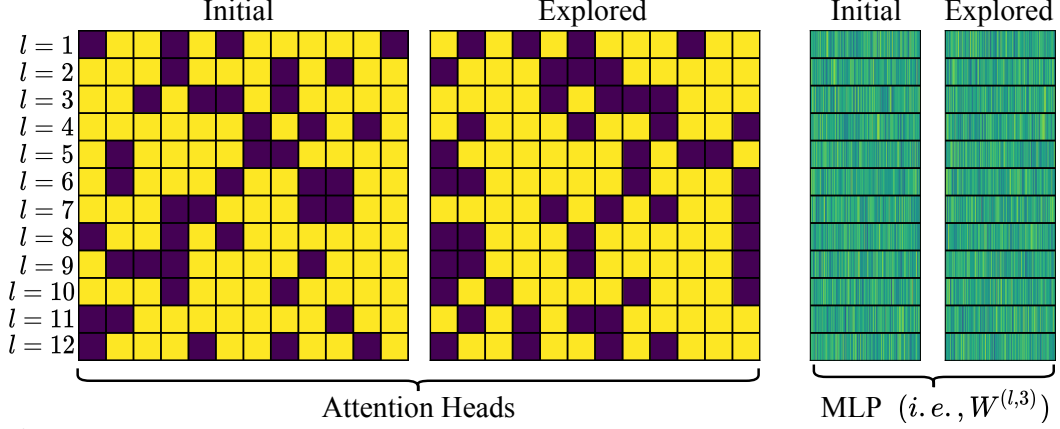 Initial Explored Initial Explored
l = 1
l = 2
l = 3
l = 4
l = 5
l = 6
l = 7
l = 8
l = 9
l = 10
l = 11
l = 12
Attention Heads MLP (i.e., W^{(l,3)})